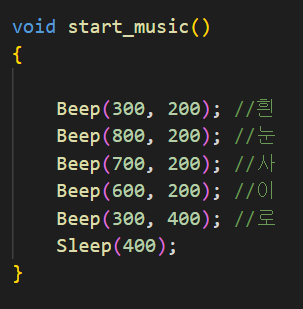 void start_music()
{
Beep(300, 200); //흰
Beep(800, 200); //눈
Beep(700, 200); //사
Beep(600, 200); //이
Beep(300, 400); //로
Sleep(400);
}